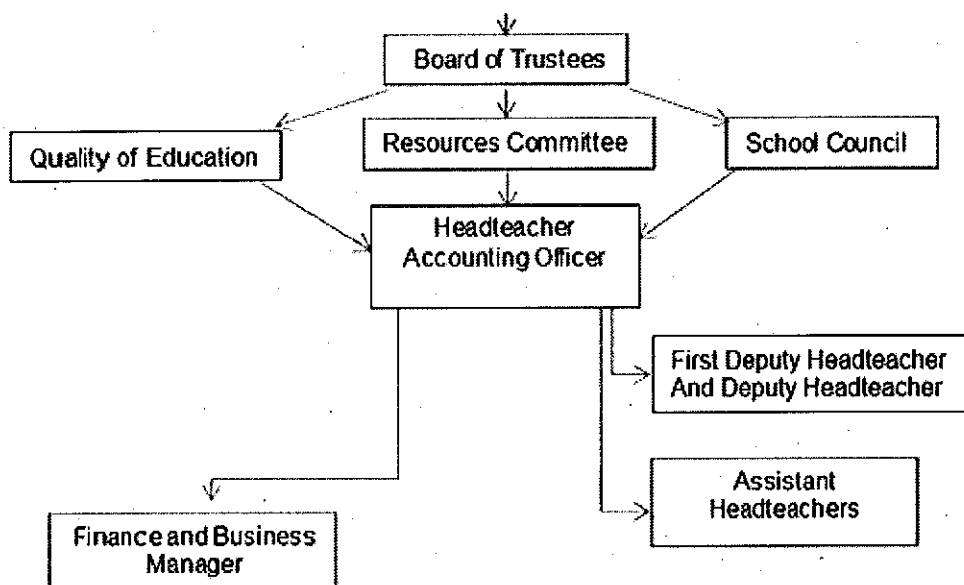 Board of Trustees
Quality of Education
Resources Committee
School Council
Headteacher
Accounting Officer
First Deputy Headteacher
And Deputy Headteacher
Assistant
Headteachers
Finance and Business
Manager